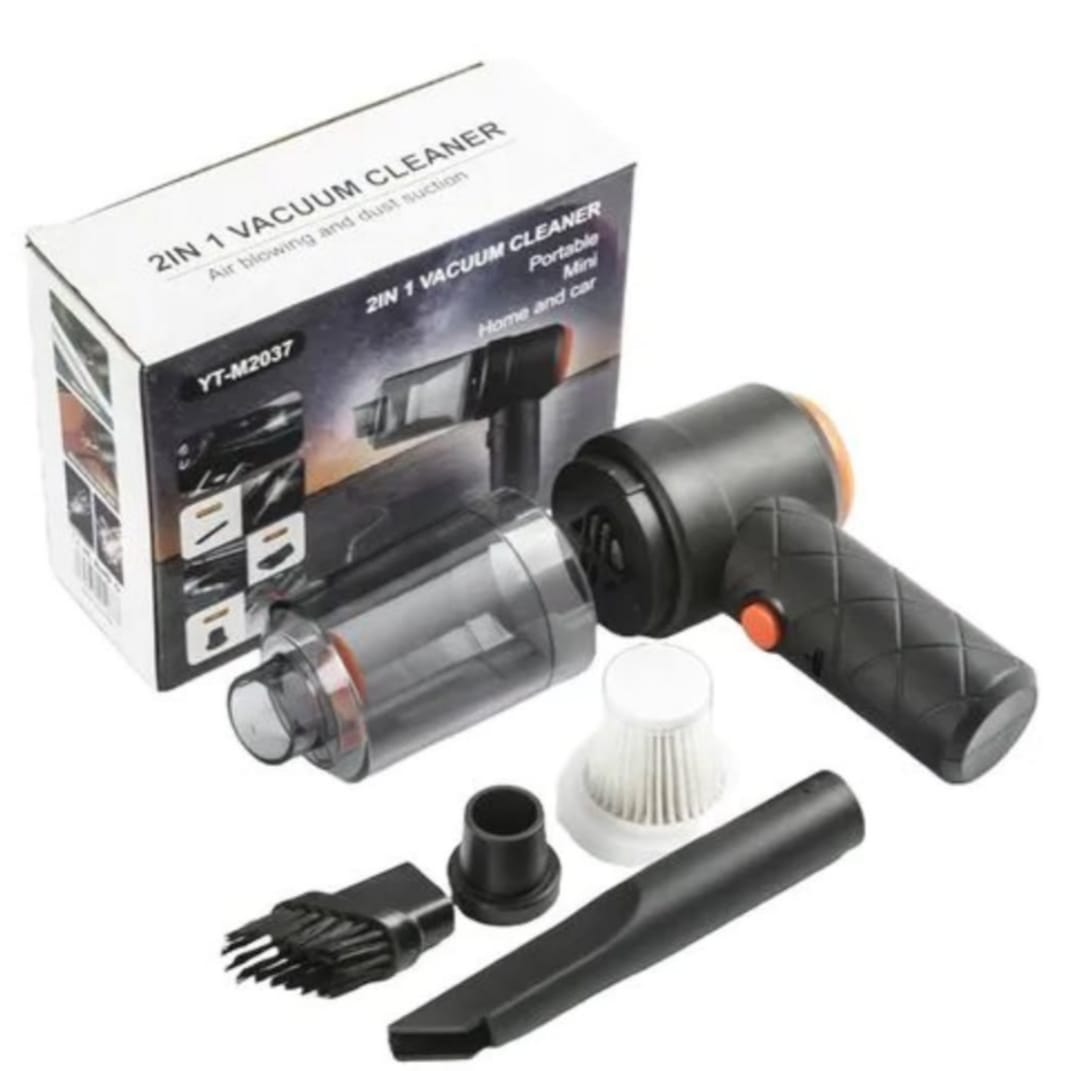 2IN 1 VACUUM CLEANER
Air blowing and dust suction
2IN 1 VACUUM CLEANER
Portable
Mini
Home and car
YT-M2037